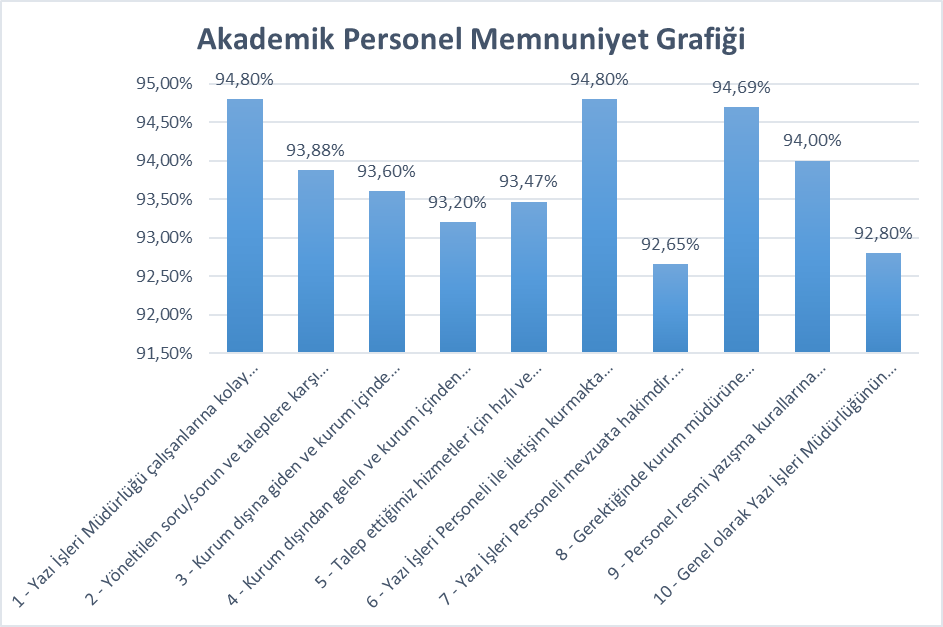 Akademik Personel Memnuniyet Grafiği
95,00%
94,50%
94,00%
93,50%
93,00%
92,50%
92,00%
91,50%
94,80%
93,88%
93,60%
93,20%
93,47%
94,80%
92,65%
94,69%
94,00%
92,80%
1 - Yazı İşleri Müdürlüğü çalışanlarına kolay...
2 - Yöneltilen soru/sorun ve taleplere karşı...
3 - Kurum dışına giden ve kurum içinde...
4 - Kurum dışından gelen ve kurum içinden...
5 - Talep ettiğimiz hizmetler için hızlı ve...
6 - Yazı İşleri Personeli ile iletişim kurmakta...
7 - Yazı İşleri Personeli mevzuata hakimdir....
8 - Gerektiğinde kurum müdürüne...
9 - Personel resmi yazışma kurallarına...
10 - Genel olarak Yazı İşleri Müdürlüğünün...